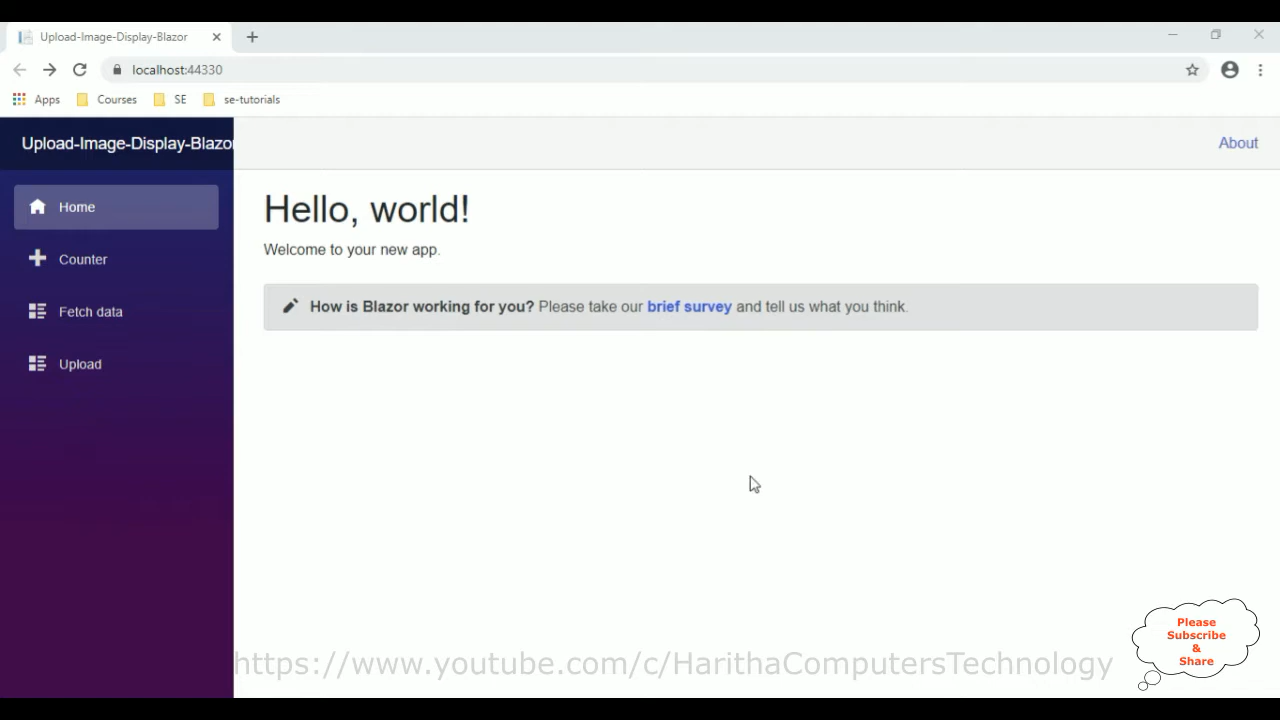 Upload-Image-Display-Blazor
localhost:44330
Apps
Courses
SE
se-tutorials
Upload-Image-Display-Blazor
About
Home
Counter
Fetch data
Upload
Hello, world!
Welcome to your new app.
How is Blazor working for you? Please take our brief survey and tell us what you think.
https://www.youtube.com/c/HarithaComputersTechnology
Please
Subscribe
&
Share